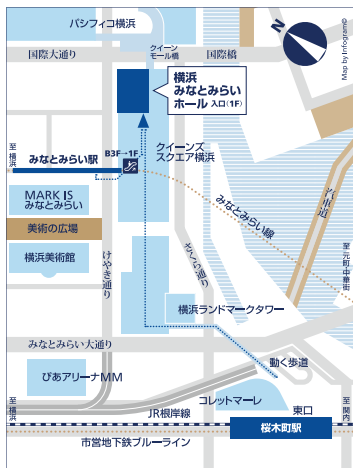 パシフィコ横浜
N
Map by Infogram©
国際大通り
クイーン
モール橋
国際橋
横浜
みなとみらい
ホール 入口(1F)
至横浜
みなとみらい駅
B3F→1F
クイーンズ
スクエア横浜
MARK IS
みなとみらい
美術の広場
横浜美術館
けやき通り
さくら通り
みなとみらい線
汽車道
至元町・中華街
横浜ランドマークタワー
みなとみらい大通り
動く歩道
ぴあアリーナMM
コレットマーレ
東口
至横浜
JR根岸線
桜木町駅
至関内
市営地下鉄ブルーライン